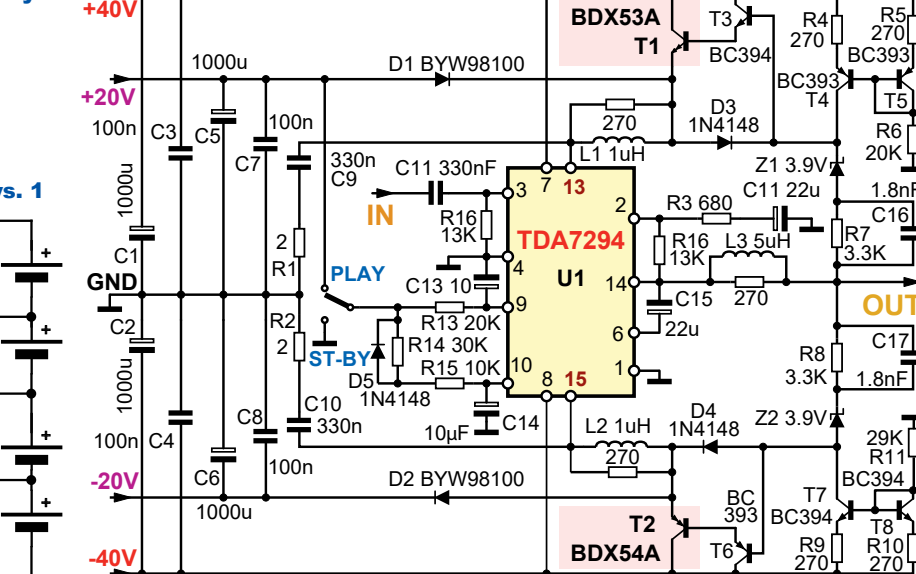 +40V
BDX53A
T3
R4
R5
270
270
T1
BC394
BC393
1000u
D1 BYW98100
BC393
T4
T5
+20V
100n
C3
C5
100n
270
D3
1N4148
R6
20K
C7
330n
C9
L1 1uH
Z1 3.9V
s. 1
1000u
C11 330nF
3
7
13
2
R3 680
C11 22u
1.8nF
C16
IN
R16
13K
TDA7294
R16
13K
L3 5uH
R7
3.3K
C1
2
R1
4
U1
PLAY
GND
C13 10
14
270
OUT
C2
R2
2
9
C15
R13 20K
22u
R14 30K
6
ST-BY
C17
R8
3.3K
1000u
R15 10K
10
1
D5
1N4148
8
15
1.8nF
C10
330n
C14
L2 1uH
D4
1N4148
Z2 3.9V
100n
C4
C8
10µF
270
29K
R11
C6
100n
-20V
D2 BYW98100
BC394
1000u
BC
393
T7
BC394
T2
T8
BDX54A
T6
R9
R10
-40V
270
270